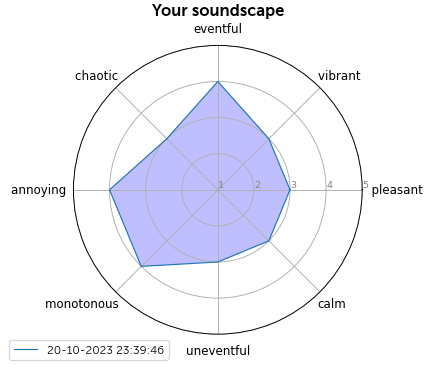 Your soundscape
eventful
chaotic
vibrant
annoying
1 2 3 4 5
pleasant
monotonous
calm
uneventful
20-10-2023 23:39:46